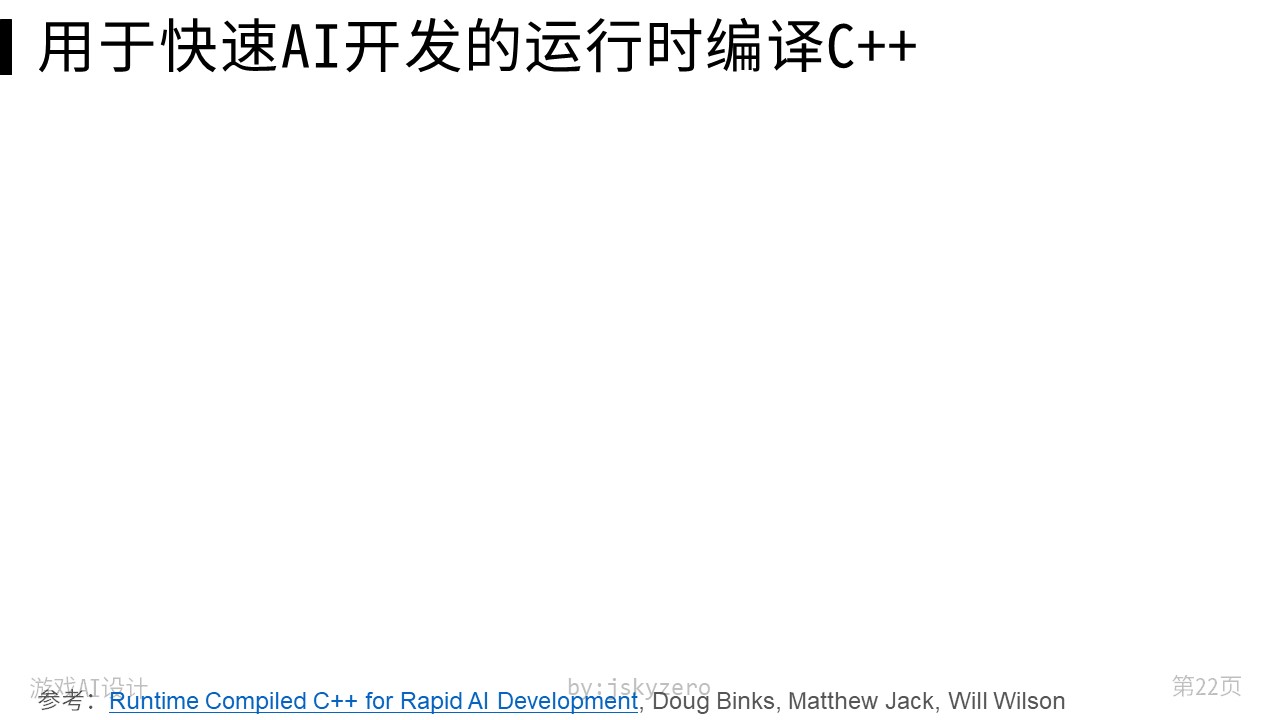 用于快速AI开发的运行时编译C++
游戏AI设计
by:jskyzero
第22页
参考：Runtime Compiled C++ for Rapid AI Development, Doug Binks, Matthew Jack, Will Wilson